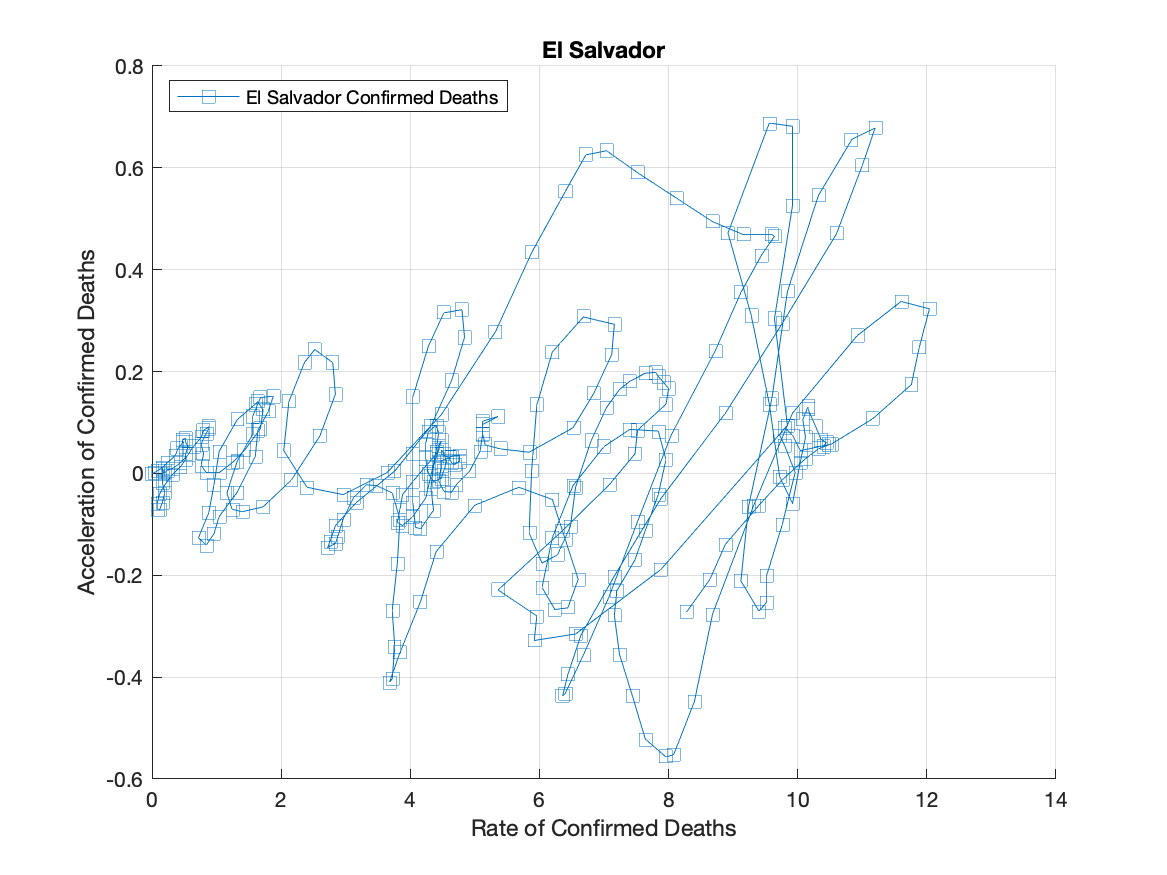 El Salvador
El Salvador Confirmed Deaths
Acceleration of Confirmed Deaths
0.8
0.6
0.4
0.2
0
-0.2
-0.4
-0.6
0 2 4 6 8 10 12 14
Rate of Confirmed Deaths